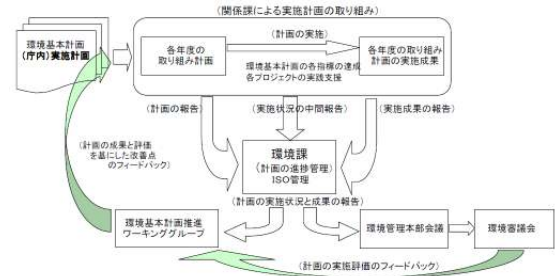 (関係課による実施計画の取り組み)
環境基本計画
(庁内)実施計画
各年度の
取り組み計画
(計画の実施)
環境基本計画の各指標の達成
各プロジェクトの実践支援
各年度の取り組み
計画の実施成果
(計画の報告)
(実施状況の中間報告)
(実施成果の報告)
環境課
(計画の進捗管理)
ISO管理
(計画の成果と評価
を基にした改善点
のフィードバック)
(計画の実施状況と成果の報告)
環境基本計画推進
ワーキンググループ
環境管理本部会議
環境審議会
(計画の実施評価のフィードバック)